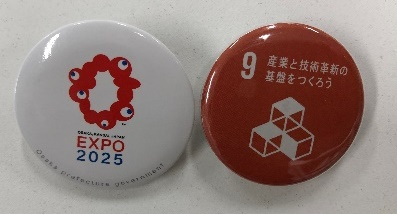 OSAKA, KANSAI, JAPAN
EXPO
2025
Osaka prefecture government
9 産業と技術革新の
基盤をつくろう